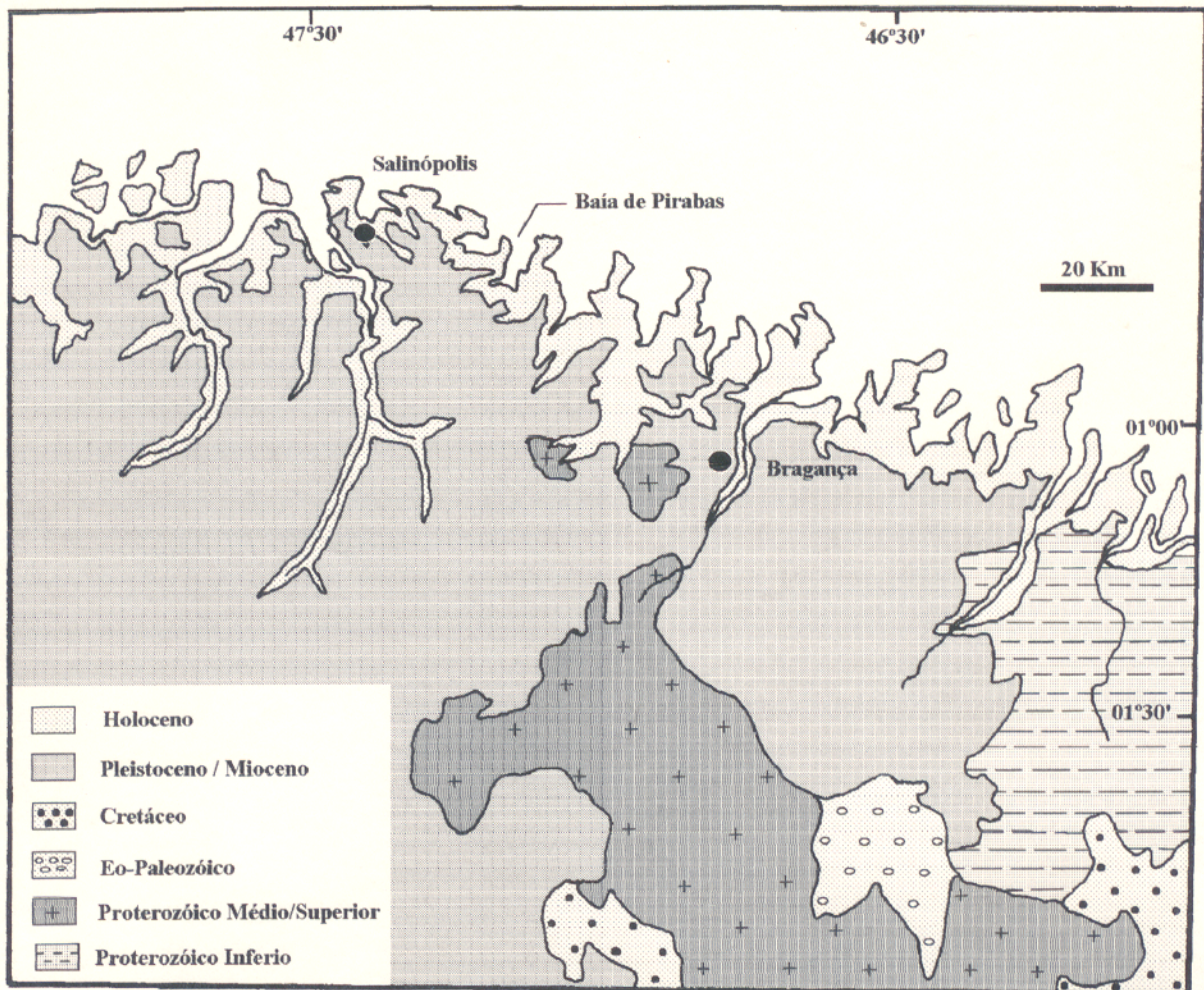 47°30'
46°30'
Salinópolis
Baía de Pirabas
20 Km
01°00
Bragança
01°30'
Holoceno
Pleistoceno / Mioceno
Cretáceo
Eo-Paleozóico
Proterozóico Médio/Superior
Proterozóico Inferio